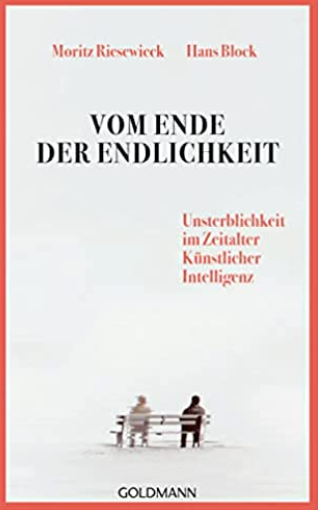 Moritz Riesewieck Hans Block
VOM ENDE
DER ENDLICHKEIT
Unsterblichkeit
im Zeitalter
Künstlicher
Intelligenz
GOLDMANN